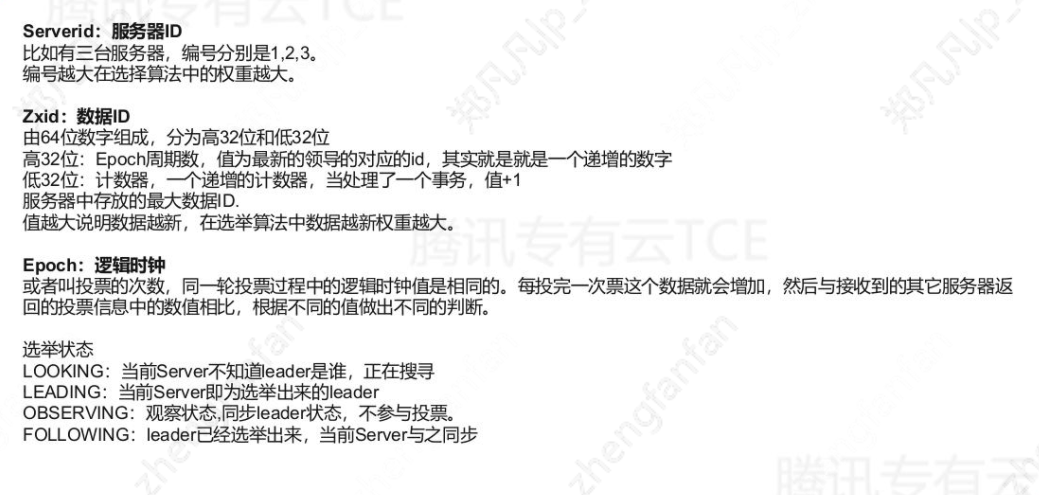 腾讯专有云TCE
Serverid：服务器ID
比如有三台服务器，编号分别是1,2,3。
编号越大在选择算法中的权重越大。
Zxid：数据ID
由64位数字组成，分为高32位和低32位
高32位：Epoch周期数，值为最新的领导的对应的id，其实就是就是一个递增的数字
低32位：计数器，一个递增的计数器，当处理了一个事务，值+1
服务器中存放的最大数据ID.
值越大说明数据越新，在选举算法中数据越新权重越大。
腾讯专有云TCE
Epoch：逻辑时钟
或者叫投票的次数，同一轮投票过程中的逻辑时钟值是相同的。每投完一次票这个数据就会增加，然后与接收到的其它服务器返
回的投票信息中的数值相比，根据不同的值做出不同的判断。
选举状态
LOOKING：当前Server不知道leader是谁，正在搜寻
LEADING：当前Server即为选举出来的leader
OBSERVING：观察状态,同步leader状态，不参与投票。
FOLLOWING：leader已经选举出来，当前Server与之同步
zhengfanfan
zhengfanfan
腾讯专有云